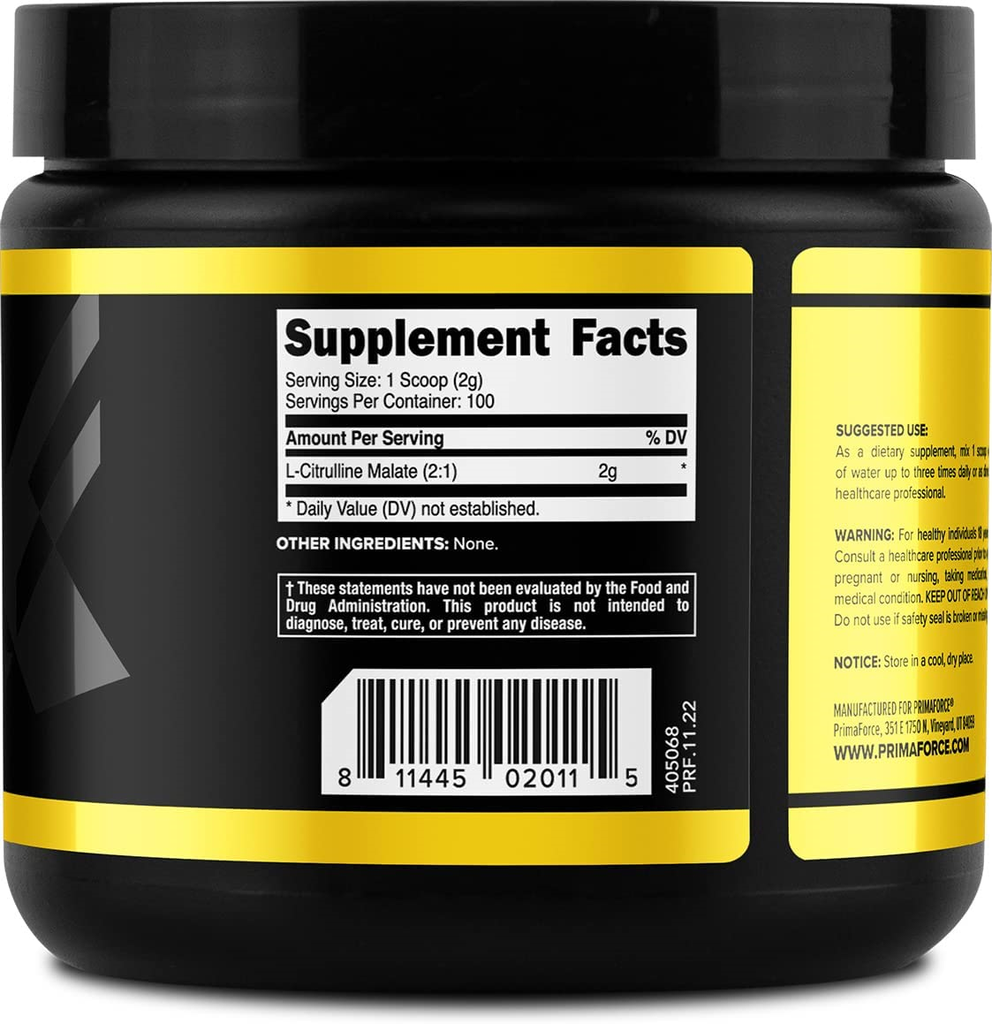 Supplement Facts
Serving Size: 1 Scoop (2g)
Servings Per Container: 100
Amount Per Serving % DV
L-Citrulline Malate (2:1) 2g *
* Daily Value (DV) not established.
OTHER INGREDIENTS: None.
† These statements have not been evaluated by the Food and
Drug Administration. This product is not intended to
diagnose, treat, cure, or prevent any disease.
8 11445 02011 5
405068
PRF.11.22
SUGGESTED USE:
As a dietary supplement, mix 1 scoop
of water up to three times daily or as
healthcare professional.
WARNING: For healthy individuals 18
Consult a healthcare professional prior to
pregnant or nursing, taking medication,
medical condition. KEEP OUT OF REACH
Do not use if safety seal is broken or missing
NOTICE: Store in a cool, dry place.
MANUFACTURED FOR PRIMAFORCE®
PrimaForce, 351 E 1750 N, Vineyard, UT 84059
WWW.PRIMAFORCE.COM